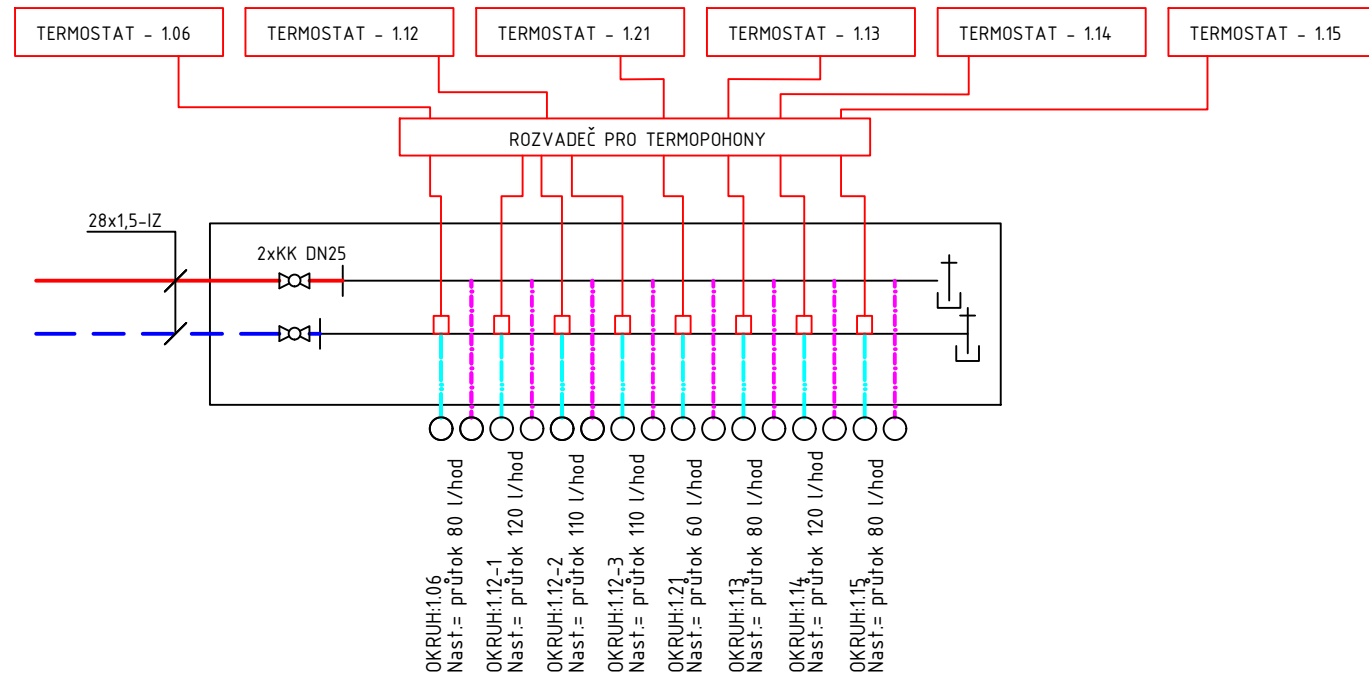 TERMOSTAT - 1.06
TERMOSTAT - 1.12
TERMOSTAT - 1.21
TERMOSTAT - 1.13
TERMOSTAT - 1.14
TERMOSTAT - 1.15
ROZVADEČ PRO TERMOPOHONY
28x1,5-IZ
2xKK DN25
OKRUH:1.06
Nast.= průtok 80 l/hod
OKRUH:1.12-1
Nast.= průtok 120 l/hod
OKRUH:1.12-2
Nast.= průtok 110 l/hod
OKRUH:1.12-3
Nast.= průtok 110 l/hod
OKRUH:1.21
Nast.= průtok 60 l/hod
OKRUH:1.13
Nast.= průtok 80 l/hod
OKRUH:1.14
Nast.= průtok 120 l/hod
OKRUH:1.15
Nast.= průtok 80 l/hod